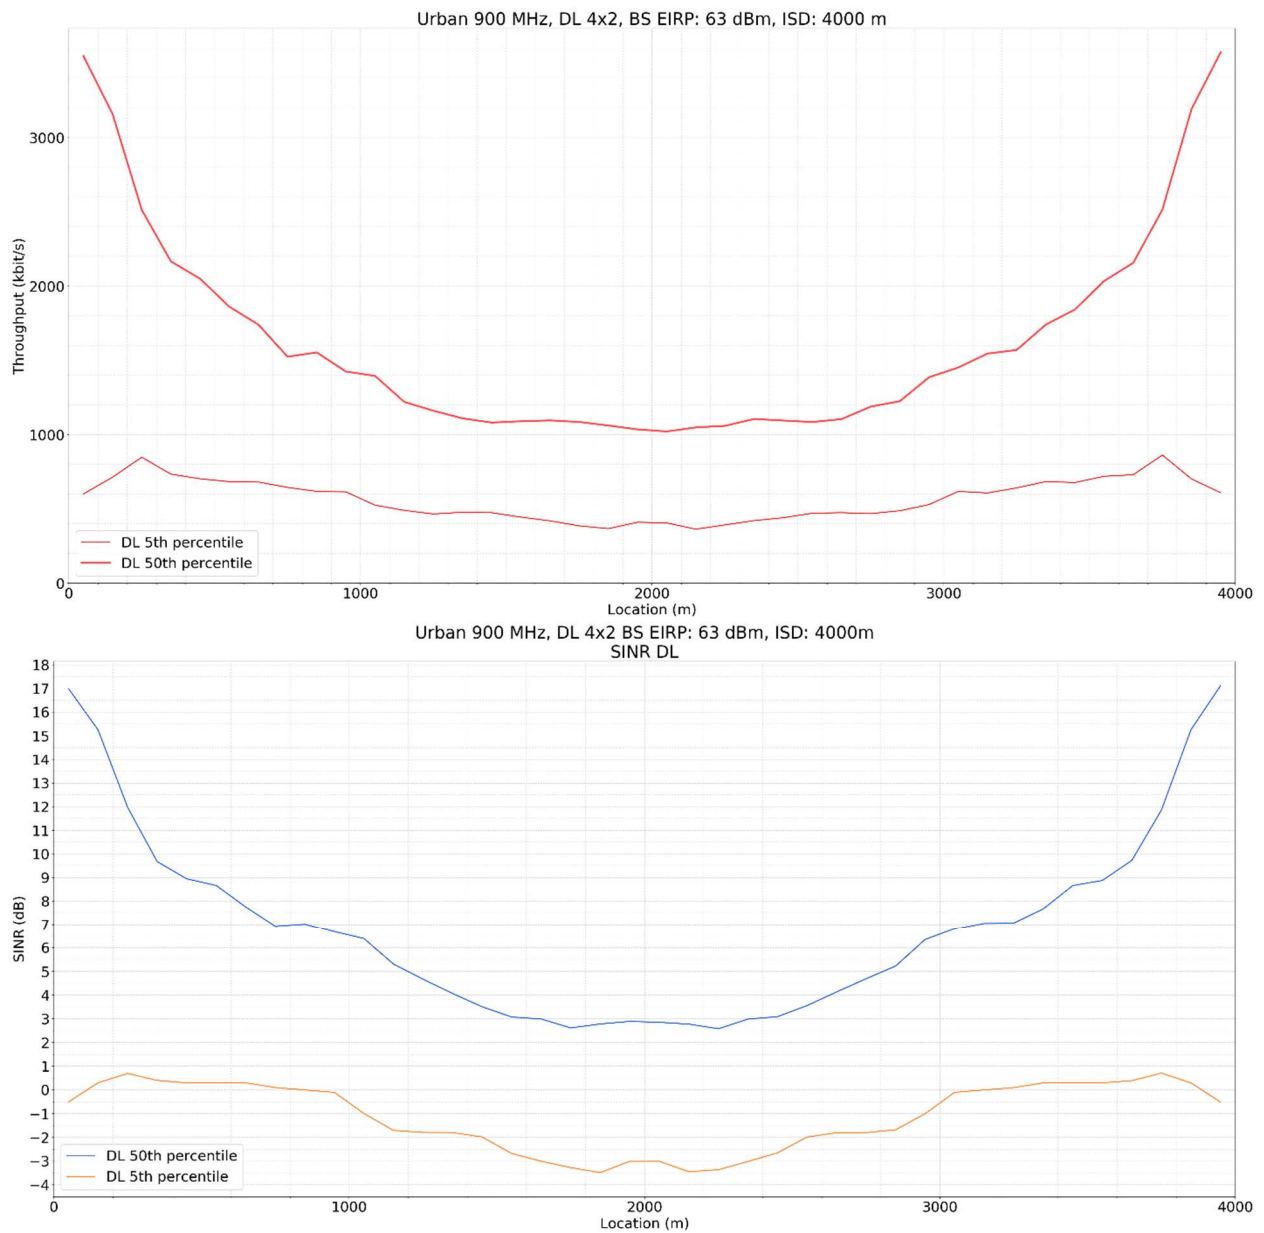 Urban 900 MHz, DL 4x2, BS EIRP: 63 dBm, ISD: 4000 m
3000
2000
1000
0
Throughput (kbit/s)
DL 5th percentile
DL 50th percentile
0 1000 2000 3000 4000
Location (m)
Urban 900 MHz, DL 4x2 BS EIRP: 63 dBm, ISD: 4000m
SINR DL
18
17
16
15
14
13
12
11
10
9
8
7
6
5
4
3
2
1
0
−1
−2
−3
−4
SINR (dB)
DL 50th percentile
DL 5th percentile
0 1000 2000 3000 4000
Location (m)